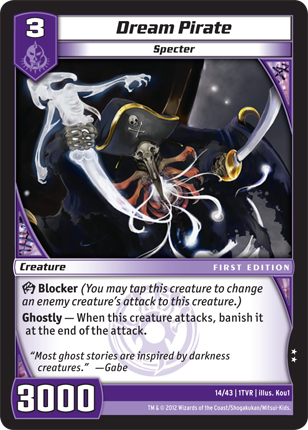 3
Dream Pirate
Specter
Creature
FIRST EDITION
Blocker (You may tap this creature to change
an enemy creature's attack to this creature.)
Ghostly — When this creature attacks, banish it
at the end of the attack.
"Most ghost stories are inspired by darkness
creatures." —Gabe
3000
14/43 | 1TVR | illus. Kou1
TM & © 2012 Wizards of the Coast/Shogakukan/Mitsui-Kids.